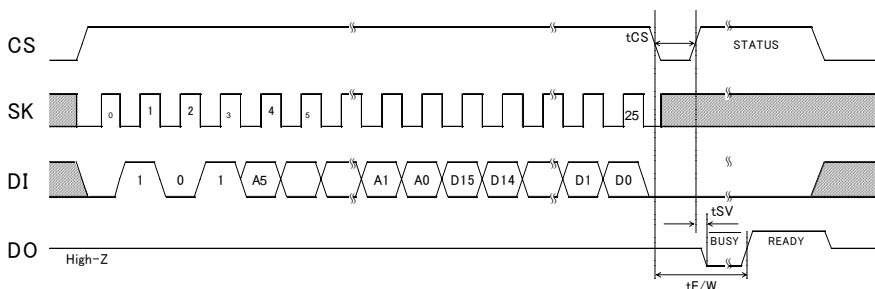 CS
tCS
STATUS
SK
0 1 2 3 4 5 25
DI
1 0 1 A5 A1 A0 D15 D14 D1 D0
tSV
DO
High-Z
BUSY
READY
tE/W